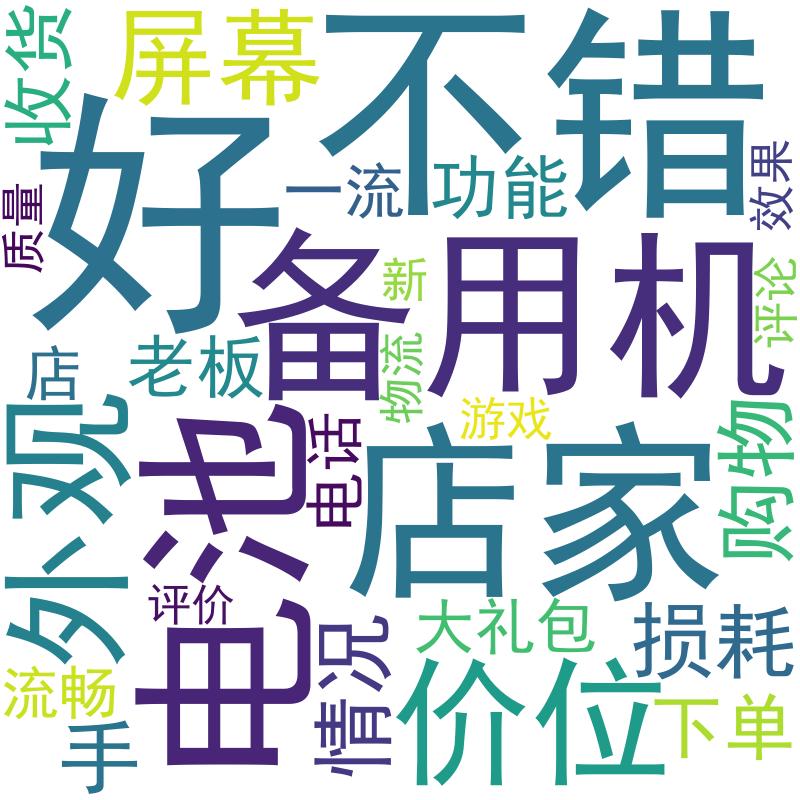 收货
屏幕
不错
好
一流
功能
效果
质量
备用机
新
评论
老板
物流
店
外观
游戏
电池
电话
店家
购物
评价
大礼包
损耗
情况
价位
流畅
下单
手